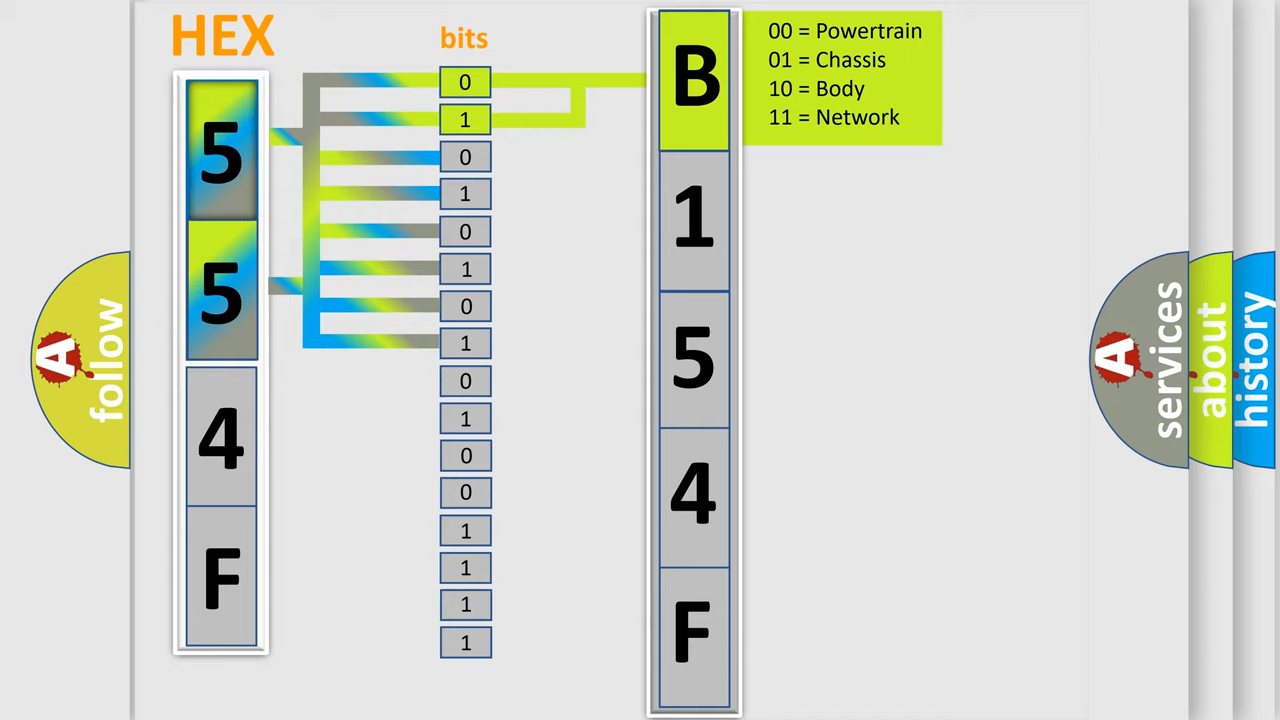 HEX
bits
5
5
4
F
0
1
0
1
0
1
0
1
0
1
0
0
1
1
1
1
B
1
5
4
F
00 = Powertrain
01 = Chassis
10 = Body
11 = Network
A
follow
A
services
about
history